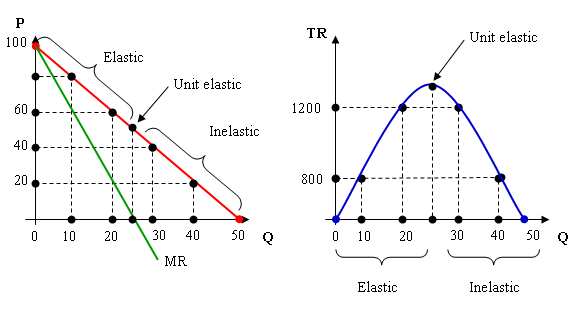 P
100
60
40
20
Elastic
Unit elastic
Inelastic
0 10 20 30 40 50 Q
MR
TR
1200
800
Unit elastic
0 10 20 30 40 50 Q
Elastic
Inelastic